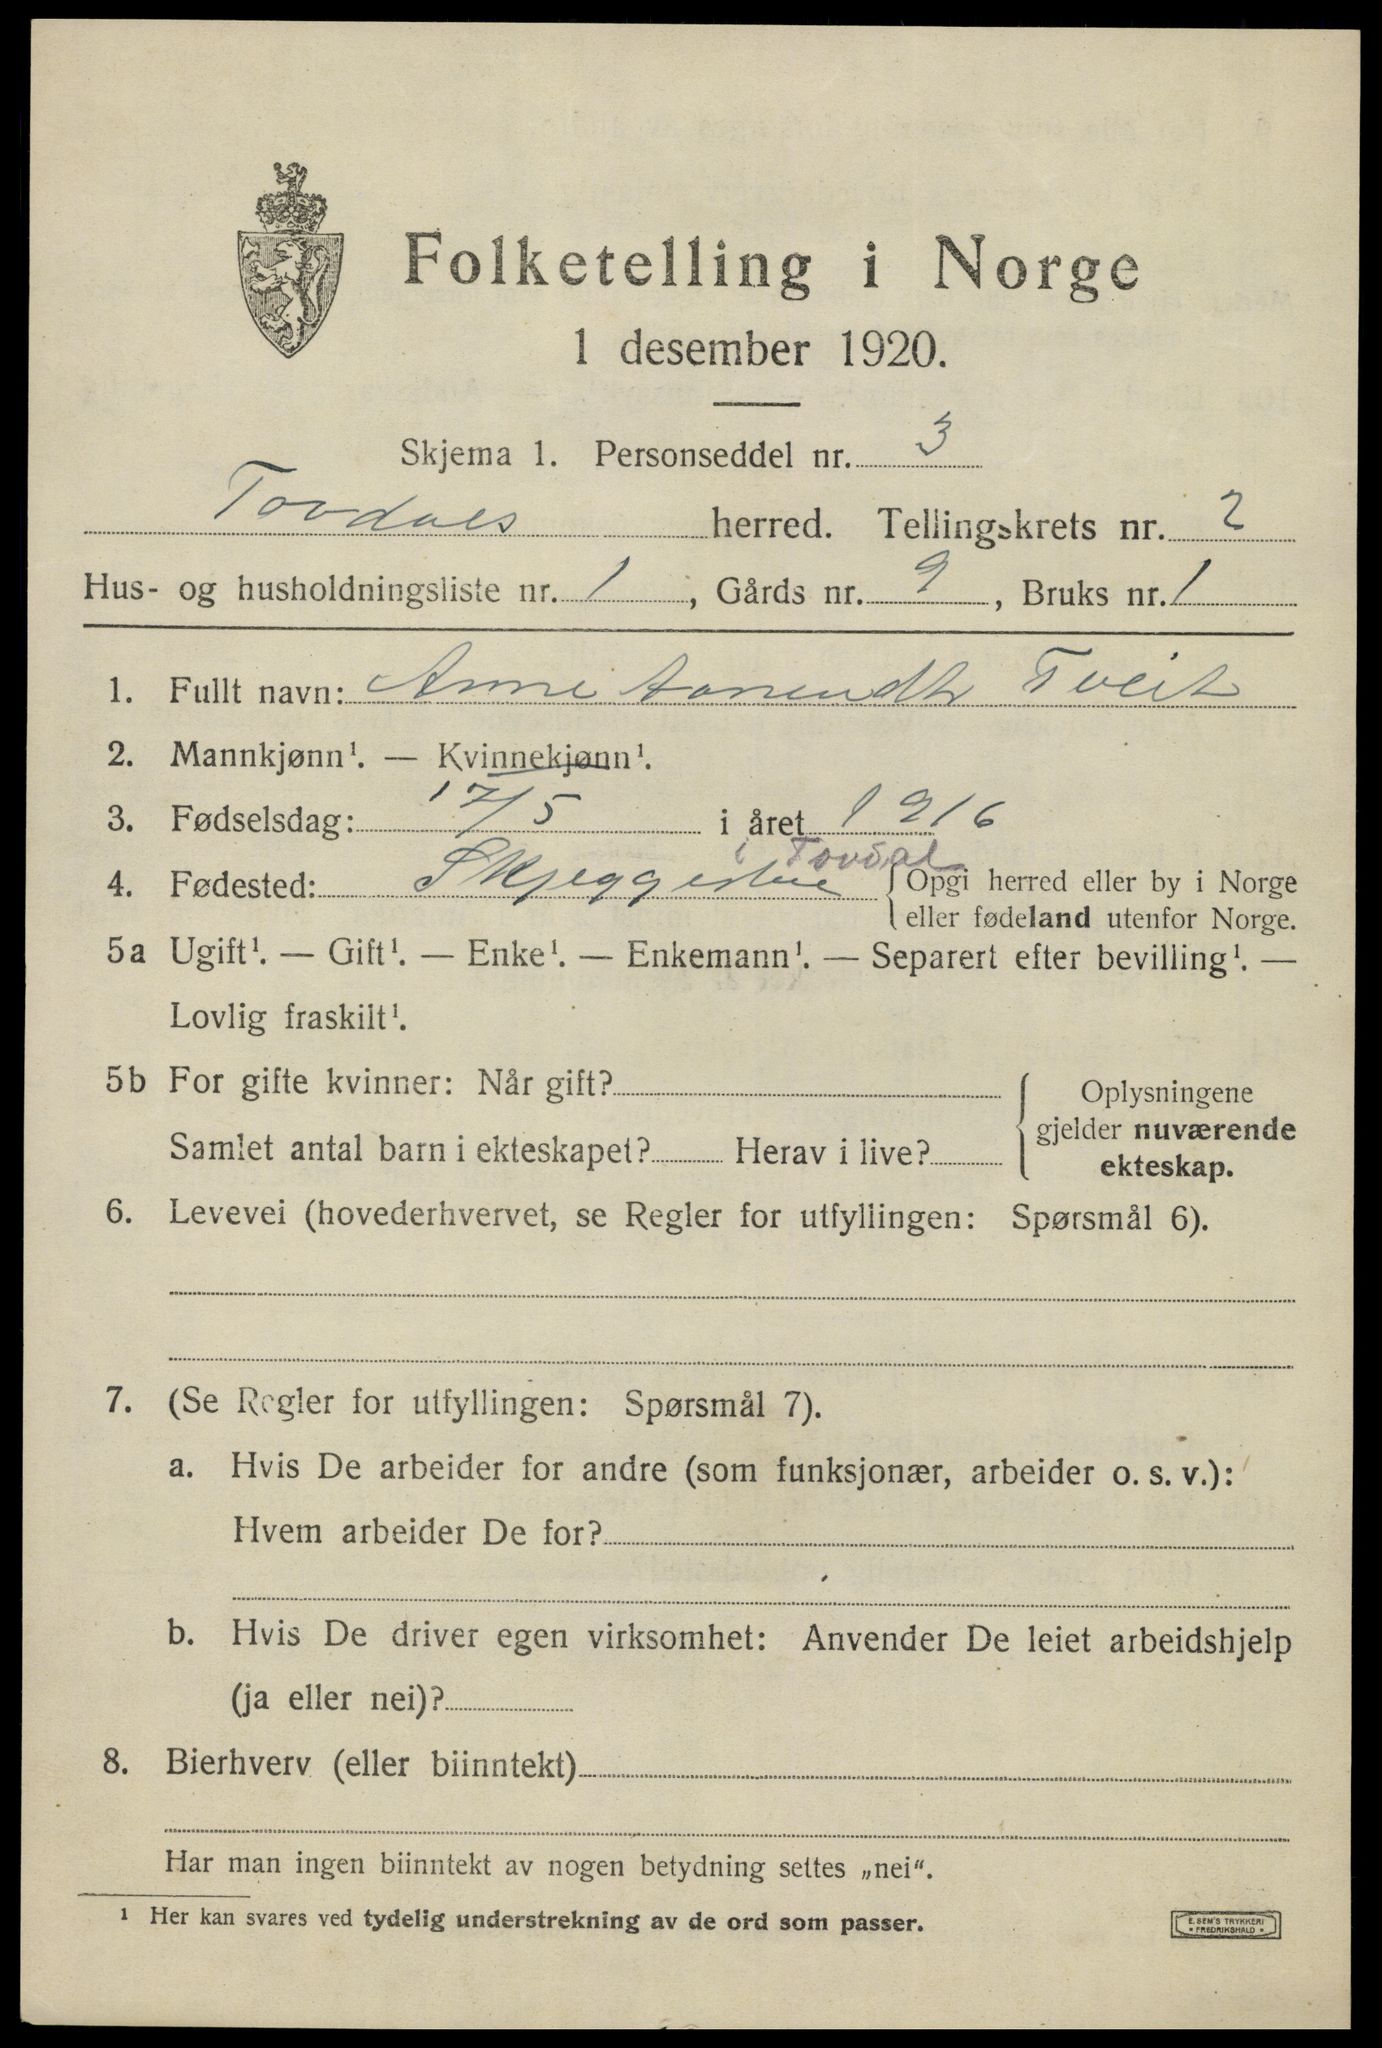 Folketelling i Norge
1 desember 1920.
Skjema 1. Personseddel nr. 3
Tovdals herred. Tellingskrets nr. 2
Hus- og husholdningsliste nr. 1, Gårds nr. 9, Bruks nr. 1
1. Fullt navn: Anne Tveit
2. Mannkjønn¹. — Kvinnekjønn¹.
3. Fødselsdag: 17/5 i året 1916
i Tovdal
4. Fødested: { Opgi herred eller by i Norge
eller fødeland utenfor Norge.
5a Ugift¹. — Gift¹. — Enke¹. — Enkemann¹. — Separert efter bevilling¹. —
Lovlig fraskilt¹.
5b For gifte kvinner: Når gift? { Oplysningene
gjelder nuværende
Samlet antal barn i ekteskapet? Herav i live?
ekteskap.
6. Levevei (hovederhvervet, se Regler for utfyllingen: Spørsmål 6).
7. (Se Regler for utfyllingen: Spørsmål 7).
a. Hvis De arbeider for andre (som funksjonær, arbeider o. s. v.):
Hvem arbeider De for?
b. Hvis De driver egen virksomhet: Anvender De leiet arbeidshjelp
(ja eller nei)?
8. Bierhverv (eller biinntekt)
Har man ingen biinntekt av nogen betydning settes „nei“.
¹ Her kan svares ved tydelig understrekning av de ord som passer.
E. SEM'S TRYKKERI
• FREDRIKSHALD •